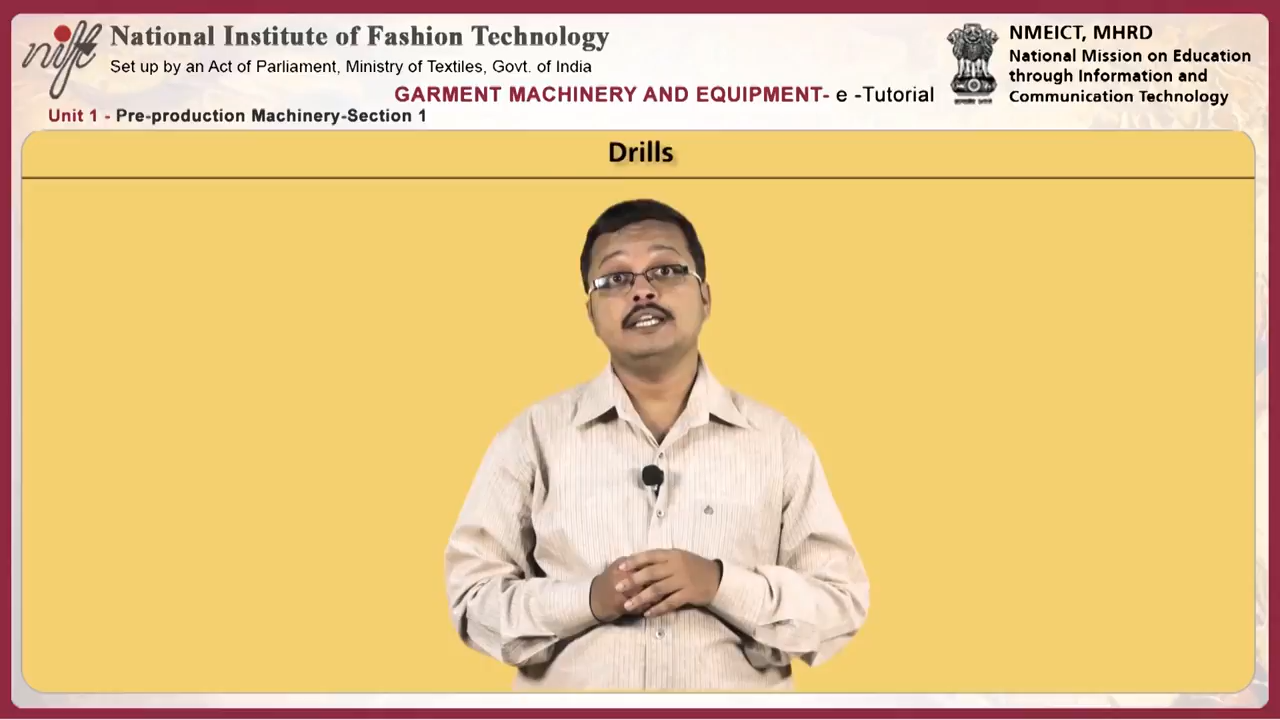 nift
National Institute of Fashion Technology
Set up by an Act of Parliament, Ministry of Textiles, Govt. of India
GARMENT MACHINERY AND EQUIPMENT- e -Tutorial
Unit 1 - Pre-production Machinery-Section 1
NMEICT, MHRD
National Mission on Education
through Information and
Communication Technology
Drills